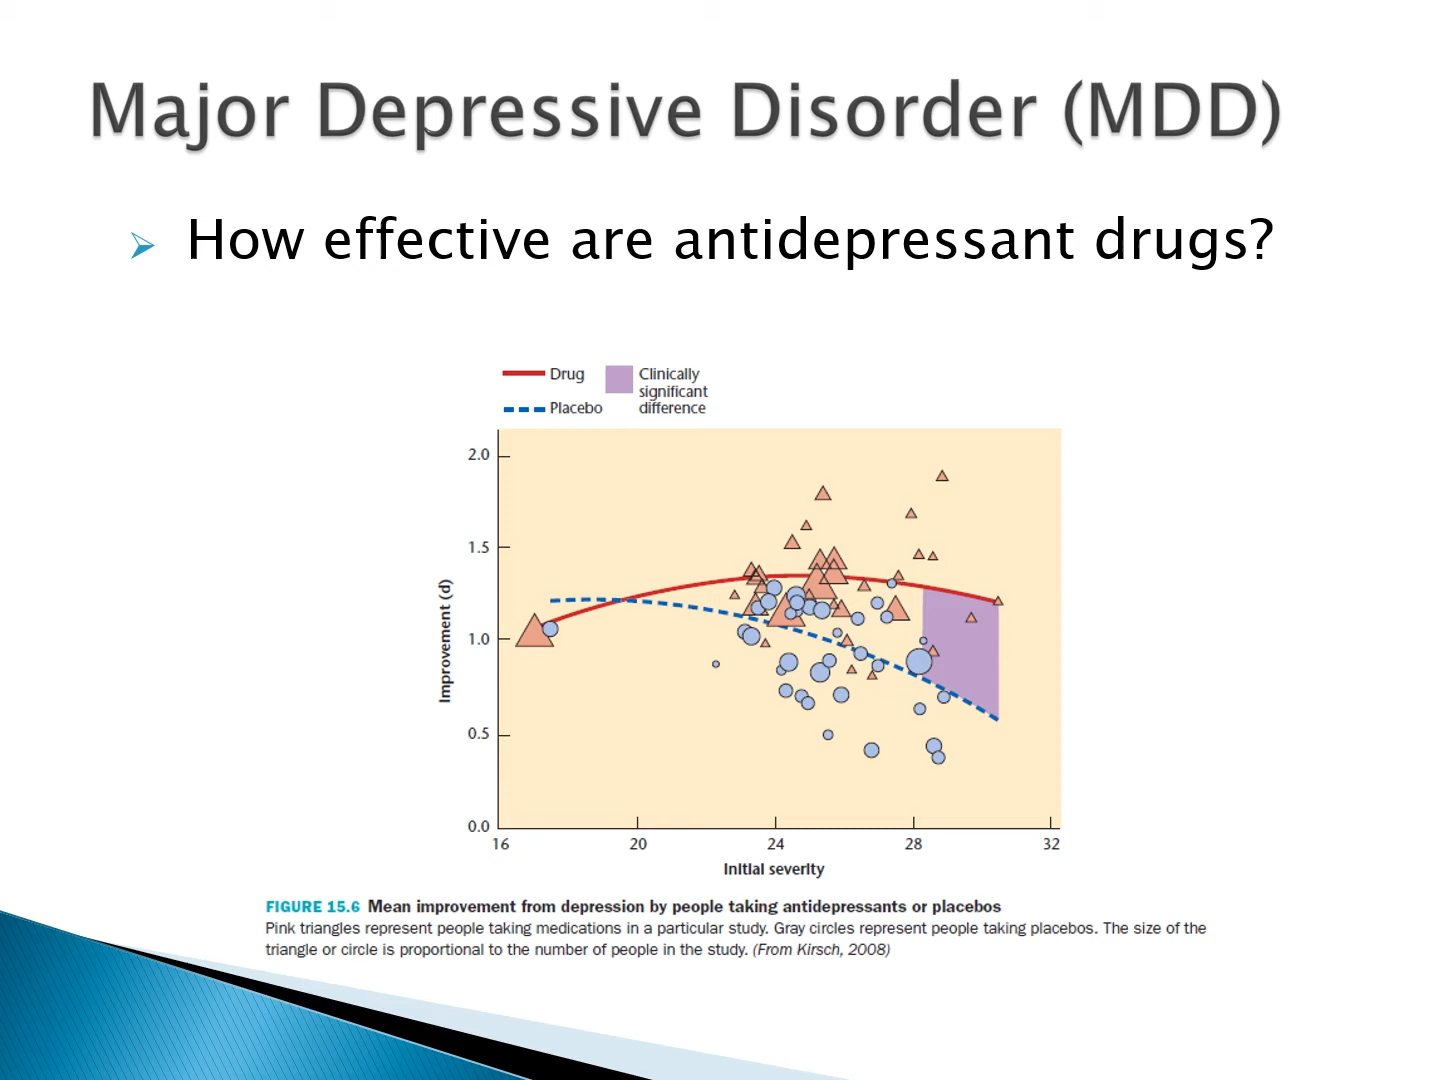 Major Depressive Disorder (MDD)
How effective are antidepressant drugs?
Drug
Placebo
Clinically
significant
difference
2.0
1.5
1.0
0.5
0.0
Improvement (d)
16 20 24 28 32
Initial severity
FIGURE 15.6 Mean improvement from depression by people taking antidepressants or placebos
Pink triangles represent people taking medications in a particular study. Gray circles represent people taking placebos. The size of the
triangle or circle is proportional to the number of people in the study. (From Kirsch, 2008)